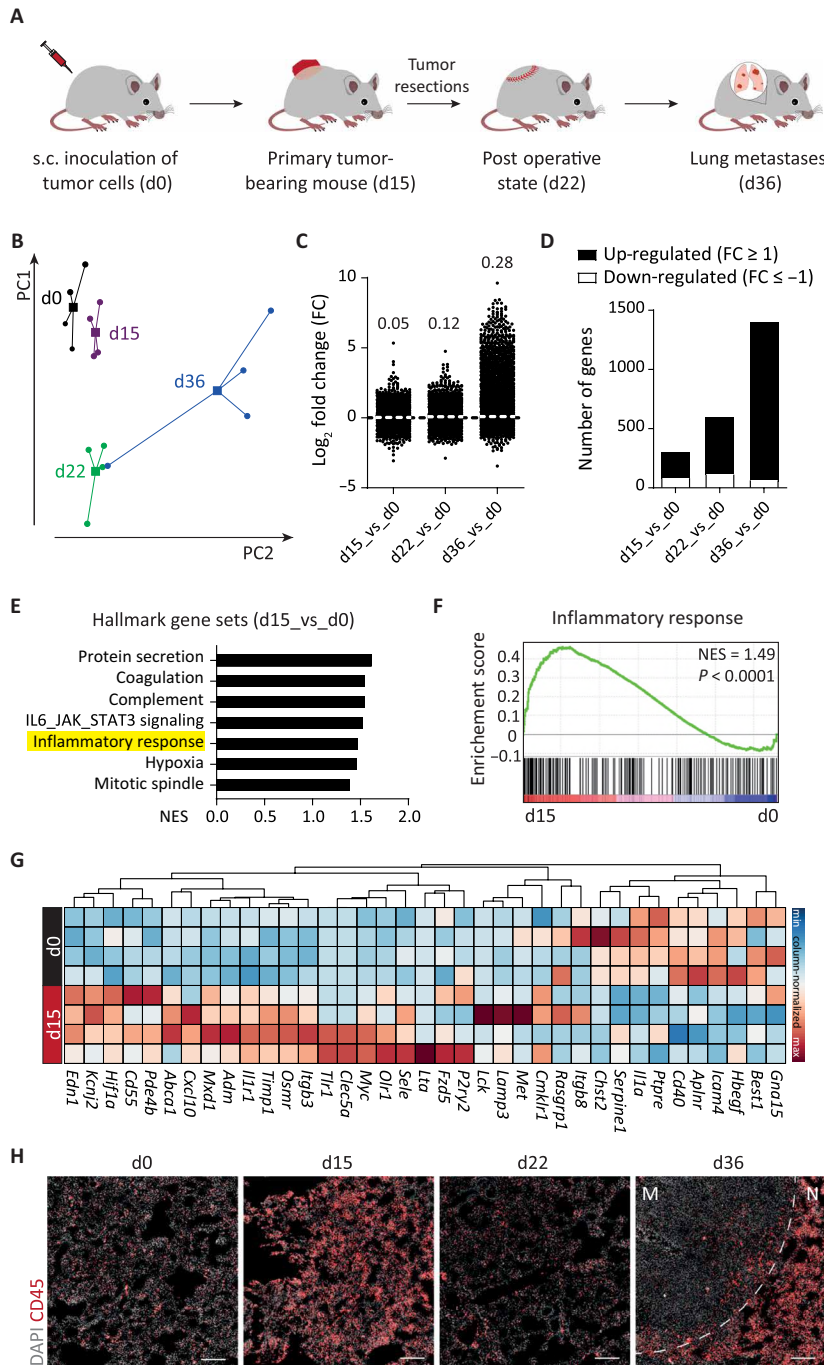 A
Tumor
resections
s.c. inoculation of
tumor cells (d0)
Primary tumor-
bearing mouse (d15)
Post operative
state (d22)
Lung metastases
(d36)
B
PC1
d0
d15
d36
d22
PC2
C
Log2 fold change (FC)
10
5
0
−5
0.05
0.12
0.28
d15_vs_d0
d22_vs_d0
d36_vs_d0
D
Up-regulated (FC ≥ 1)
Down-regulated (FC ≤ −1)
Number of genes
1500
1000
500
0
d15_vs_d0
d22_vs_d0
d36_vs_d0
E
Hallmark gene sets (d15_vs_d0)
Protein secretion
Coagulation
Complement
IL6_JAK_STAT3 signaling
Inflammatory response
Hypoxia
Mitotic spindle
NES
0.0 0.5 1.0 1.5 2.0
F
Inflammatory response
Enrichement score
0.4
0.3
0.2
0.1
0
−0.1
NES = 1.49
P < 0.0001
d15
d0
G
d0
d15
min
column-normalized
max
Edn1
Kcnj2
Hif1a
Cd55
Pde4b
Abca1
Cxcl10
Mxd1
Adm
Il1r1
Timp1
Osmr
Itgb3
Tlr1
Clec5a
Myc
Olr1
Sele
Lta
Fzd5
P2ry2
Lck
Lamp3
Met
Cmklr1
Rasgrp1
Itgb8
Chst2
Serpine1
Il1a
Ptpre
Cd40
Aplnr
Icam4
Hbegf
Best1
Gna15
H
d0
d15
d22
d36
DAPI CD45
M
N